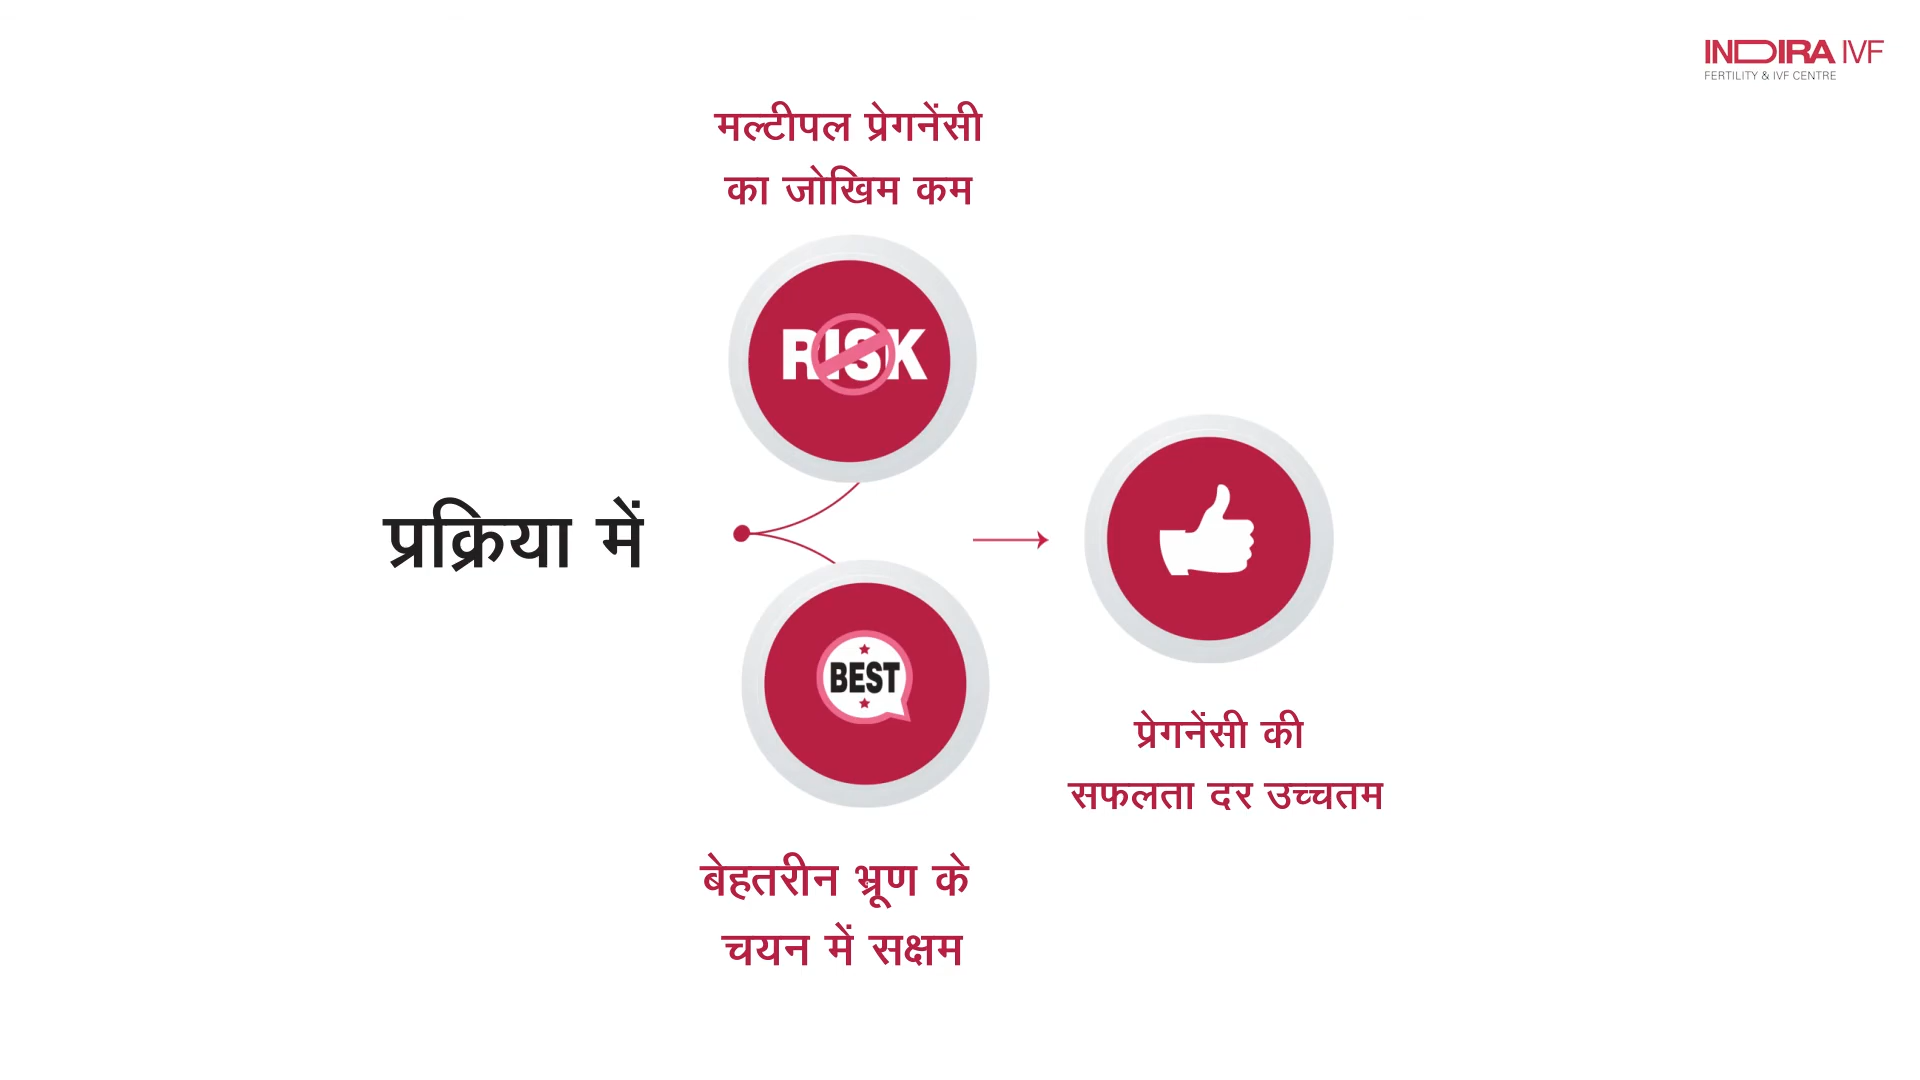 INDIRA IVF
FERTILITY & IVF CENTRE
मल्टीपल प्रेगनेंसी
का जोखिम कम
RISK
प्रक्रिया में
BEST
प्रेगनेंसी की
सफलता दर उच्चतम
बेहतरीन भ्रूण के
चयन में सक्षम